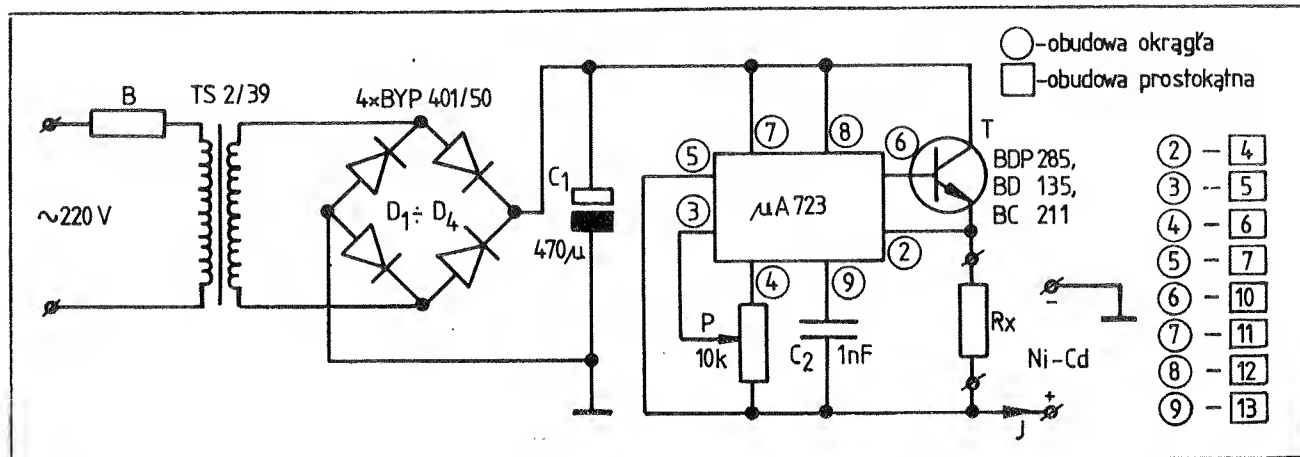 B
TS 2/39
4xBYP 401/50
~220 V
D1÷ D4
C1
470µ
5
3
7
8
µA 723
4
9
6
2
P
10k
C2
1nF
T
BDP 285,
BD 135,
BC 211
Rx
Ni-Cd
-
+
J
-obudowa okrągła
-obudowa prostokątna
2 - 4
3 -- 5
4 - 6
5 - 7
6 - 10
7 - 11
8 - 12
9 - 13